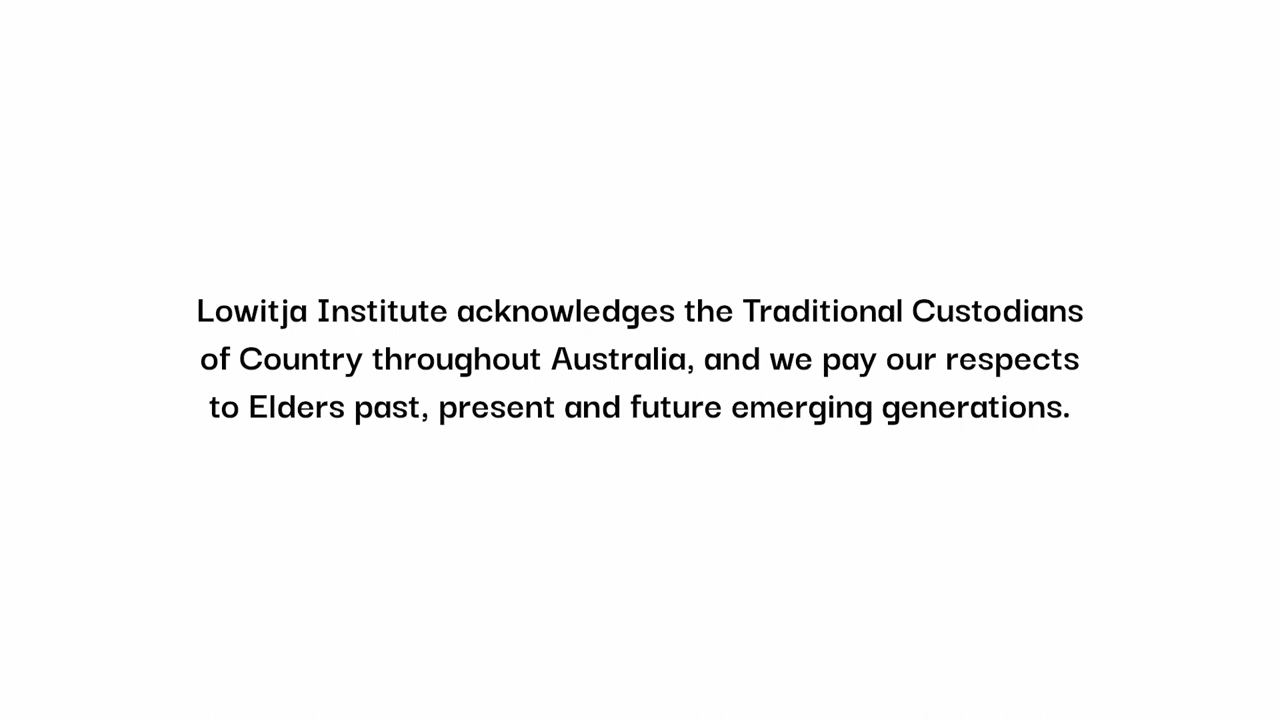 Lowitja Institute acknowledges the Traditional Custodians
of Country throughout Australia, and we pay our respects
to Elders past, present and future emerging generations.